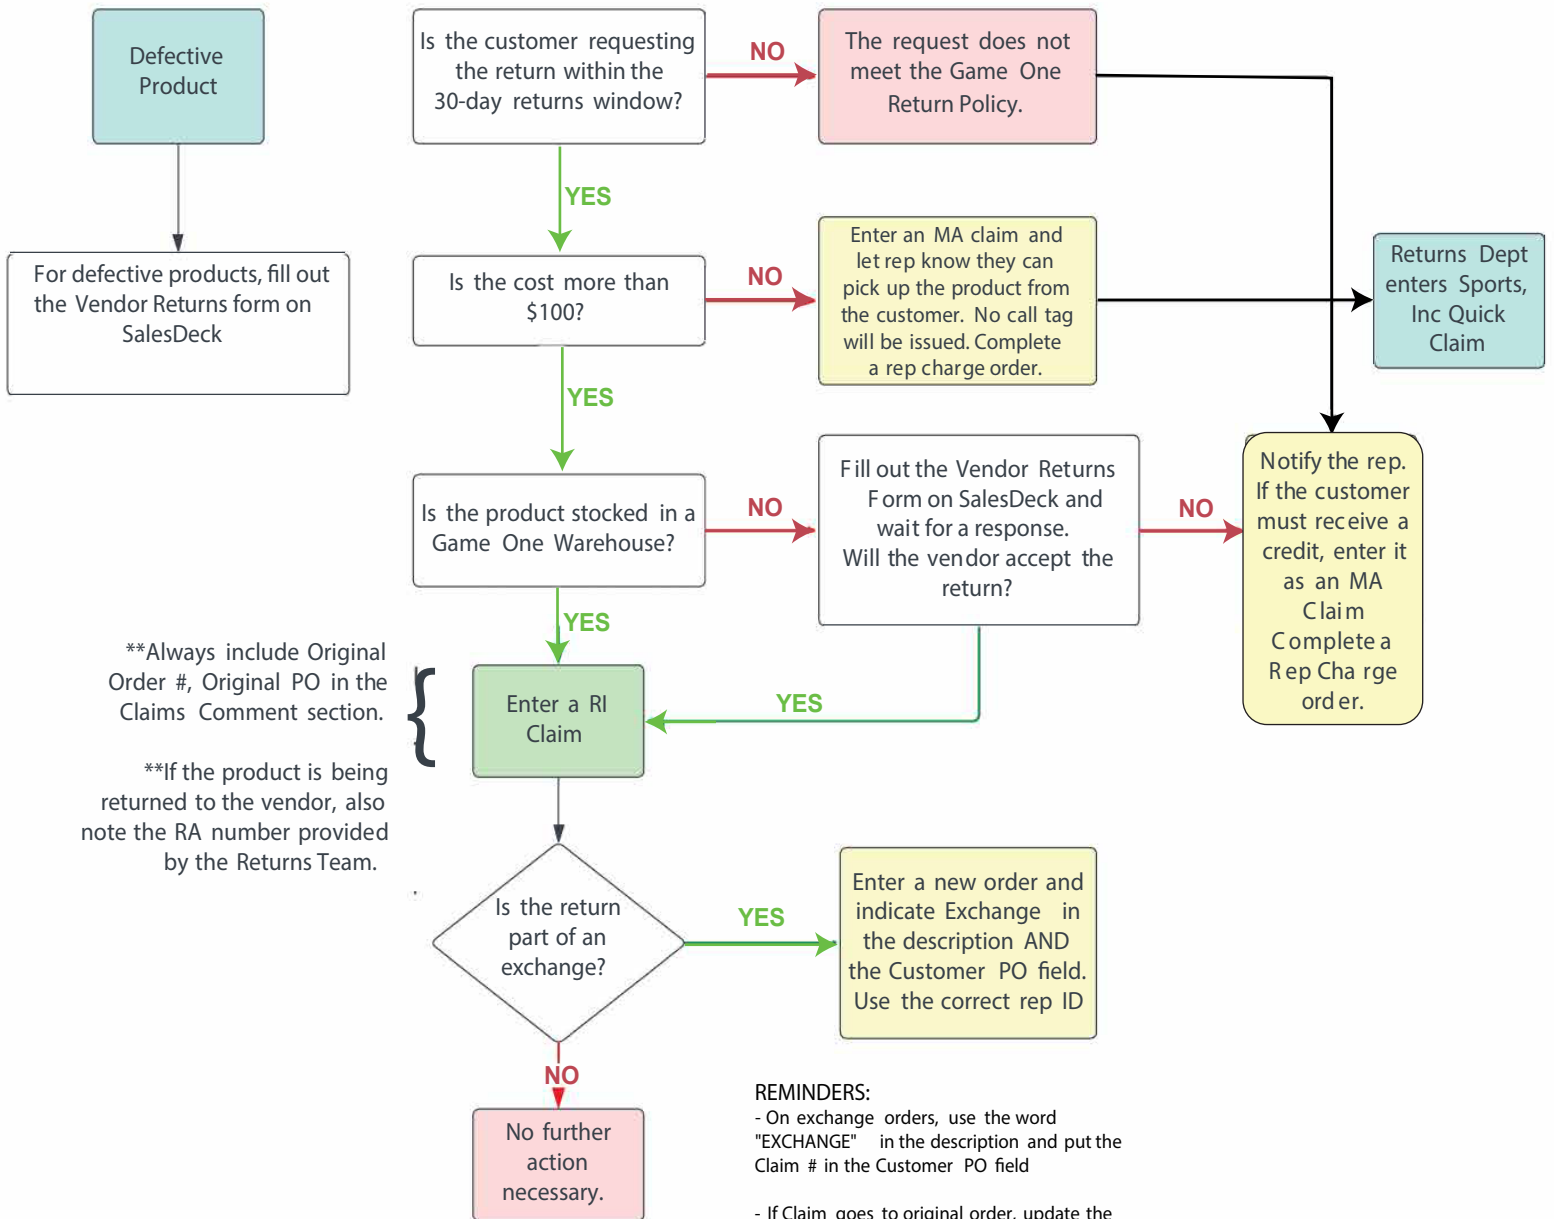 Defective
Product
For defective products, fill out
the Vendor Returns form on
SalesDeck
Is the customer requesting
the return within the
30-day returns window?
NO
The request does not
meet the Game One
Return Policy.
YES
Is the cost more than
$100?
NO
Enter an MA claim and
let rep know they can
pick up the product from
the customer. No call tag
will be issued. Complete
a rep charge order.
Returns Dept
enters Sports,
Inc Quick
Claim
YES
Is the product stocked in a
Game One Warehouse?
NO
Fill out the Vendor Returns
Form on SalesDeck and
wait for a response.
Will the vendor accept the
return?
NO
Notify the rep.
If the customer
must receive a
credit, enter it
as an MA
Claim
Complete a
Rep Charge
order.
YES
YES
**Always include Original
Order #, Original PO in the
Claims Comment section.
**If the product is being
returned to the vendor, also
note the RA number provided
by the Returns Team.
{
Enter a RI
Claim
Is the return
part of an
exchange?
YES
Enter a new order and
indicate Exchange in
the description AND
the Customer PO field.
Use the correct rep ID
NO
No further
action
necessary.
REMINDERS:
- On exchange orders, use the word
"EXCHANGE" in the description and put the
Claim # in the Customer PO field
- If Claim goes to original order, update the